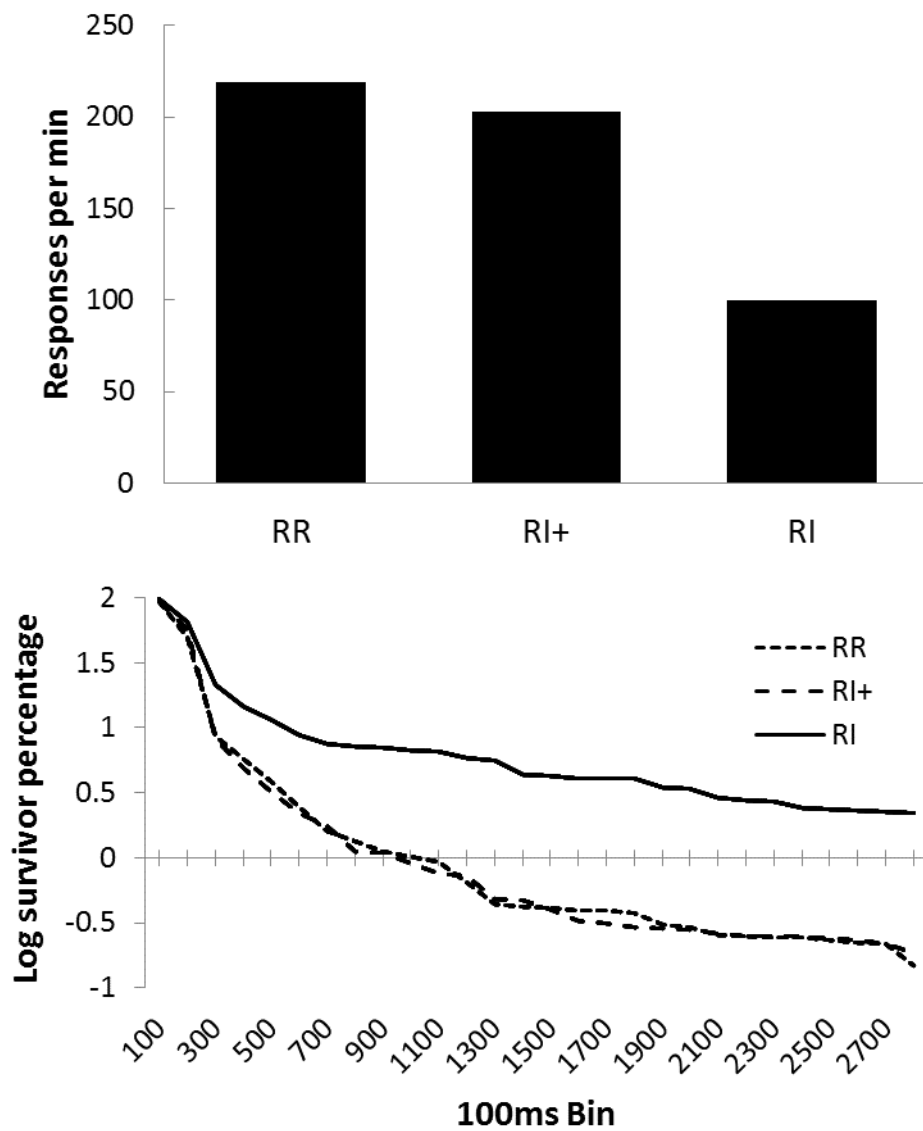 250
200
150
100
50
0
Responses per min
RR RI+ RI
2
1.5
1
0.5
0
-0.5
-1
Log survivor percentage
RR
RI+
RI
100 300 500 700 900 1100 1300 1500 1700 1900 2100 2300 2500 2700
100ms Bin